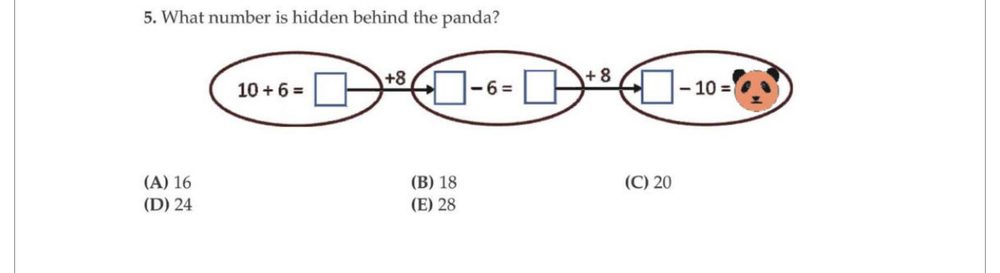 5. What number is hidden behind the panda?
10 + 6 = +8 - 6 = + 8 - 10 =
(A) 16 (B) 18 (C) 20
(D) 24 (E) 28